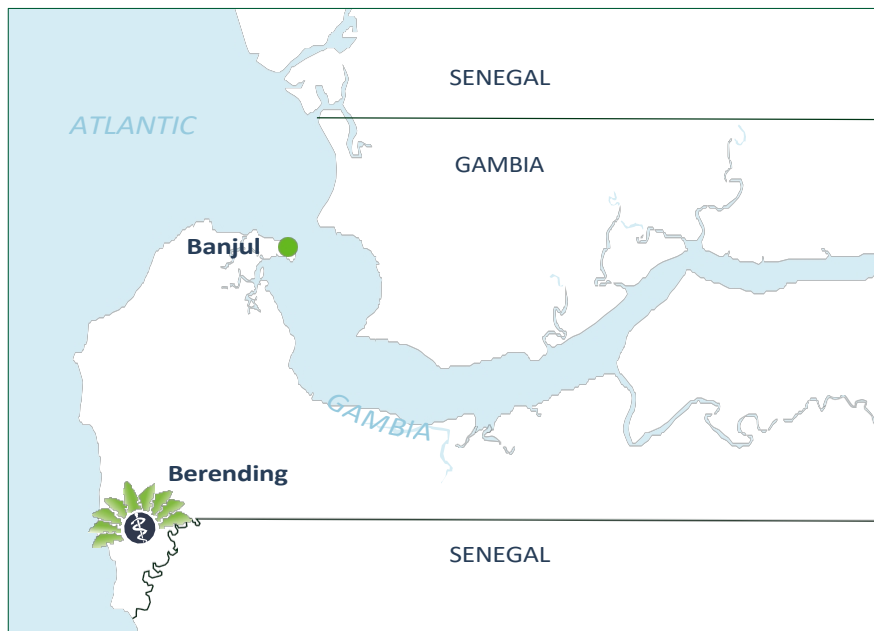 SENEGAL
ATLANTIC
GAMBIA
Banjul
GAMBIA
Berending
SENEGAL